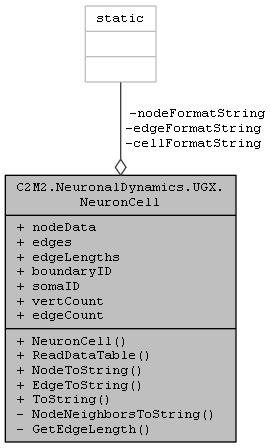 static
-nodeFormatString
-edgeFormatString
-cellFormatString
C2M2.NeuronalDynamics.UGX.
NeuronCell
+ nodeData
+ edges
+ edgeLengths
+ boundaryID
+ somaID
+ vertCount
+ edgeCount
+ NeuronCell()
+ ReadDataTable()
+ NodeToString()
+ EdgeToString()
+ ToString()
- NodeNeighborsToString()
- GetEdgeLength()